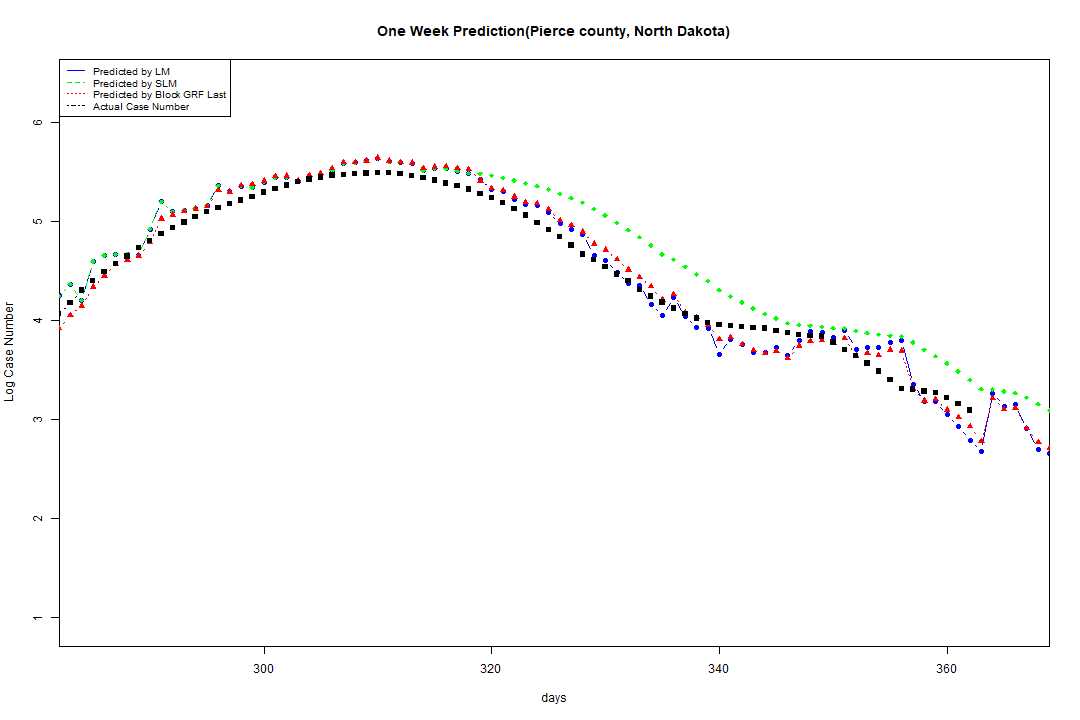 One Week Prediction(Pierce county, North Dakota)
Predicted by LM
Predicted by SLM
Predicted by Block GRF Last
Actual Case Number
6
5
4
3
2
1
Log Case Number
300 320 340 360
days